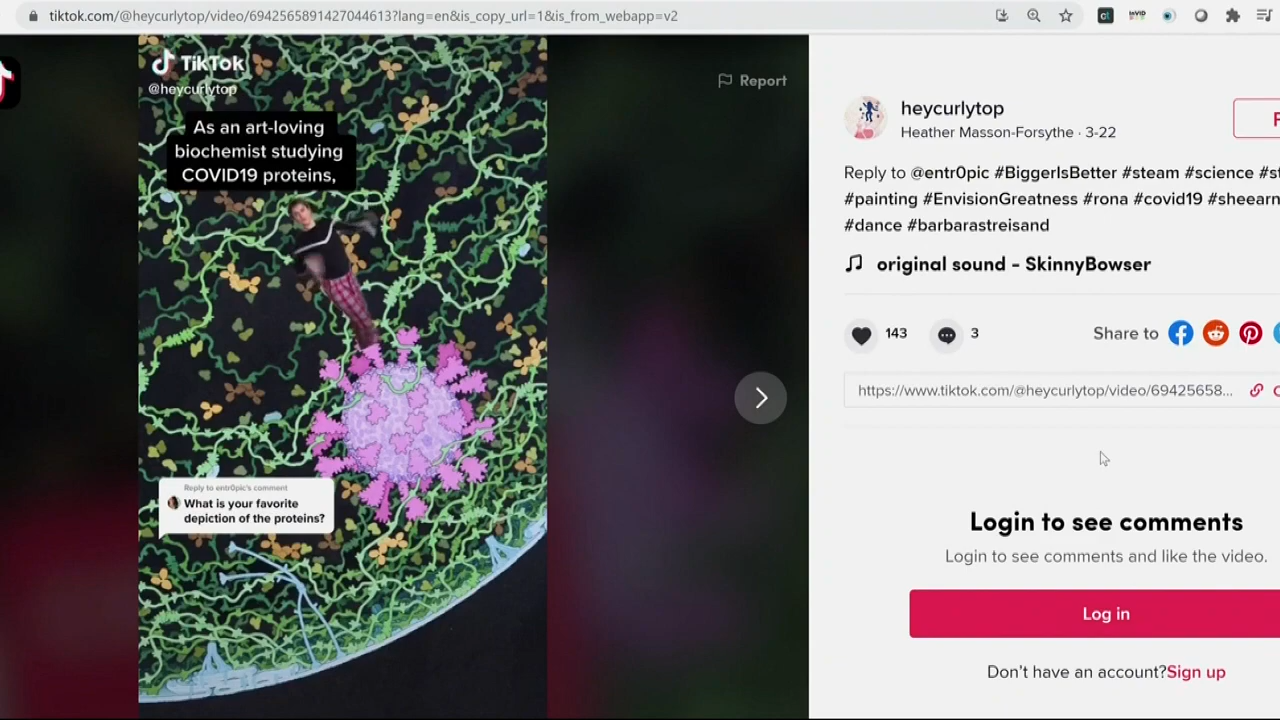 tiktok.com/@heycurlytop/video/6942565891427044613?lang=en&is_copy_url=1&is_from_webapp=v2
TikTok
@heycurlytop
Report
As an art-loving
biochemist studying
COVID19 proteins,
Reply to entr0pic's comment
What is your favorite
depiction of the proteins?
heycurlytop
Heather Masson-Forsythe · 3-22
Reply to @entr0pic #BiggerIsBetter #steam #science #st
#painting #EnvisionGreatness #rona #covid19 #sheearn
#dance #barbarastreisand
original sound - SkinnyBowser
143
3
Share to
https://www.tiktok.com/@heycurlytop/video/69425658...
Login to see comments
Login to see comments and like the video.
Log in
Don't have an account?Sign up